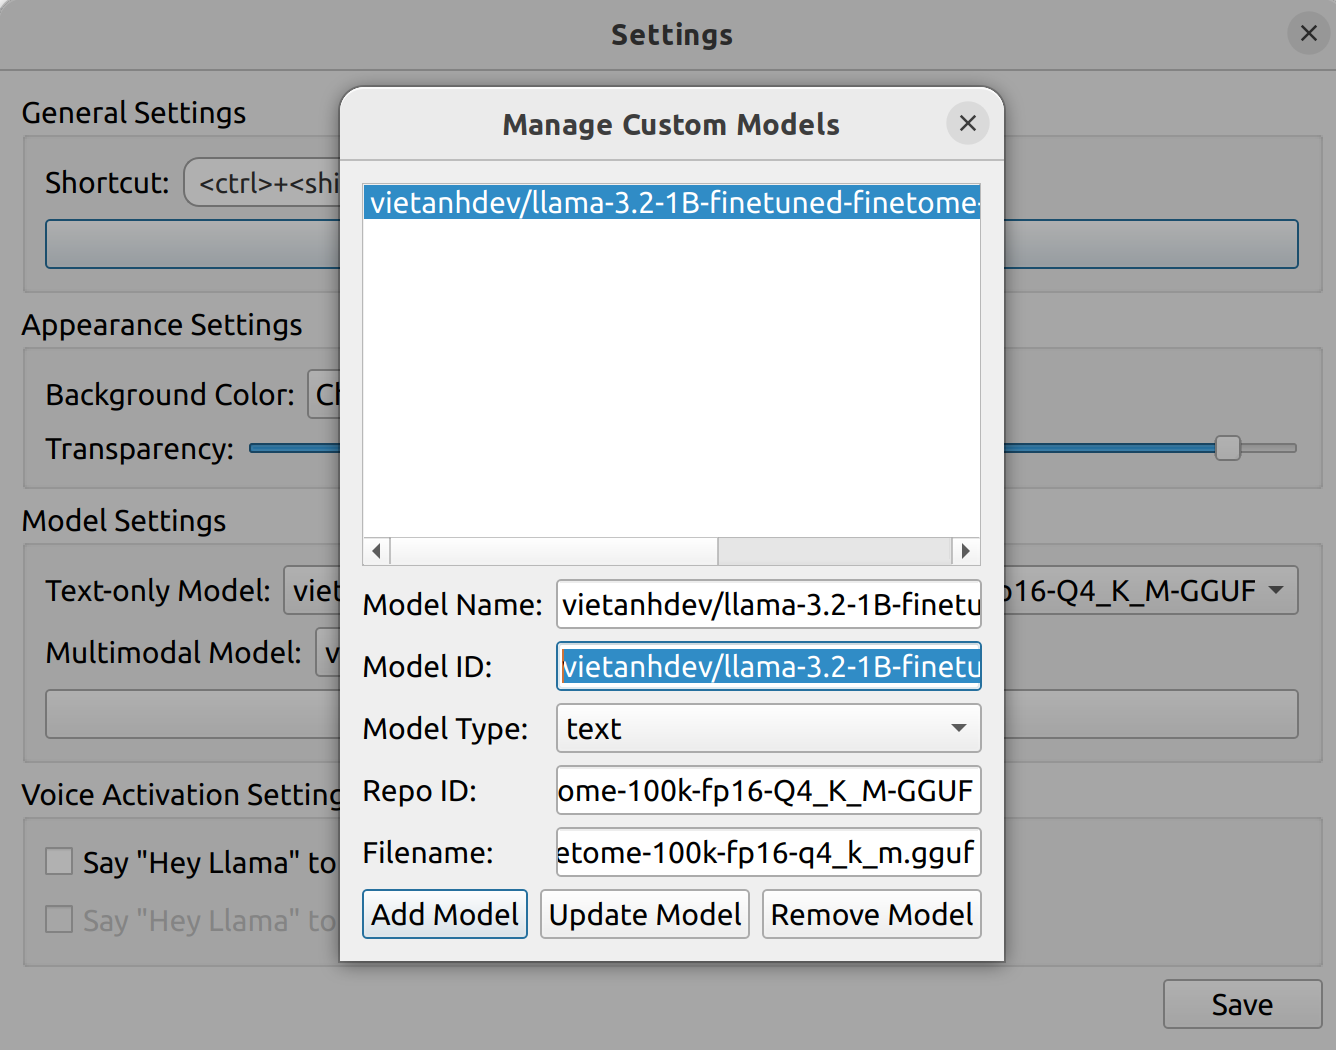 Settings
General Settings
Shortcut: <ctrl>+<shi
Appearance Settings
Background Color: Ch
Transparency:
Model Settings
Text-only Model: viet p16-Q4_K_M-GGUF
Multimodal Model: v
Voice Activation Setting
Say "Hey Llama" to
Say "Hey Llama" to
Save
Manage Custom Models
vietanhdev/llama-3.2-1B-finetuned-finetome-
Model Name: vietanhdev/llama-3.2-1B-finetu
Model ID: vietanhdev/llama-3.2-1B-finetu
Model Type: text
Repo ID: ome-100k-fp16-Q4_K_M-GGUF
Filename: etome-100k-fp16-q4_k_m.gguf
Add Model Update Model Remove Model